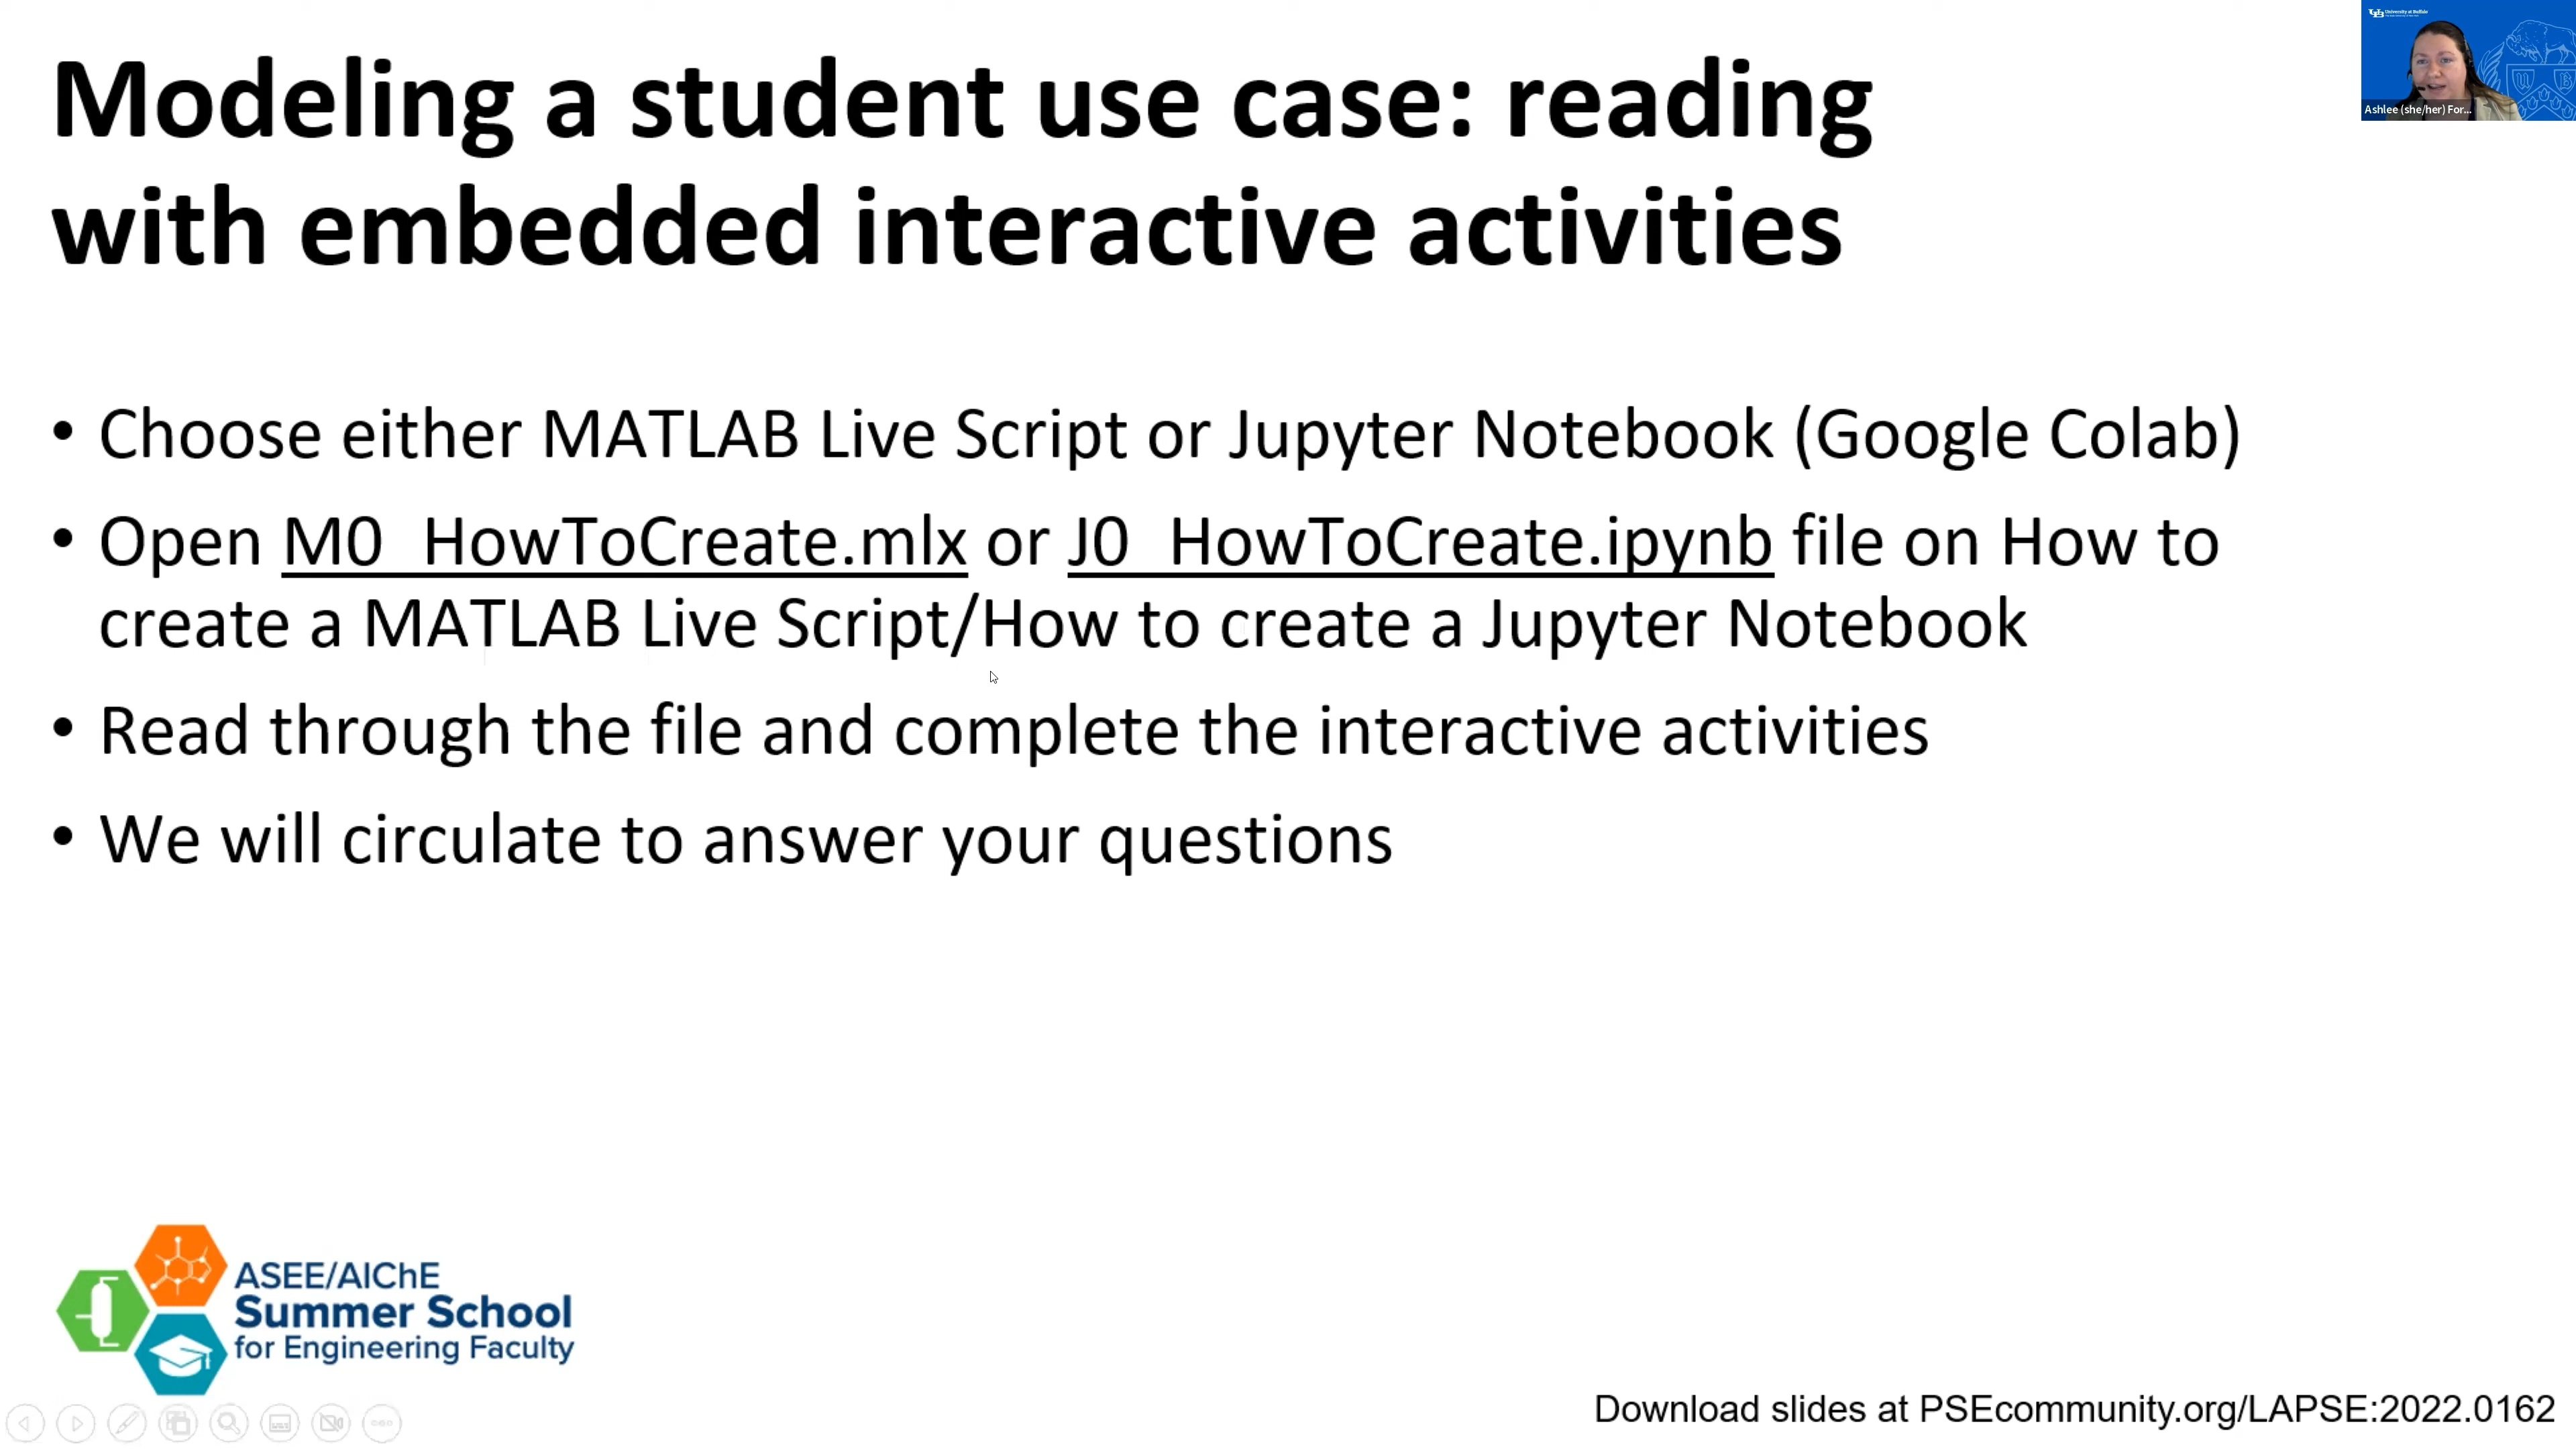 Modeling a student use case: reading
with embedded interactive activities
University at Buffalo
Ashlee (she/her) For...
• Choose either MATLAB Live Script or Jupyter Notebook (Google Colab)
• Open M0_HowToCreate.mlx or J0_HowToCreate.ipynb file on How to
create a MATLAB Live Script/How to create a Jupyter Notebook
• Read through the file and complete the interactive activities
• We will circulate to answer your questions
ASEE/AIChE
Summer School
for Engineering Faculty
Download slides at PSEcommunity.org/LAPSE:2022.0162